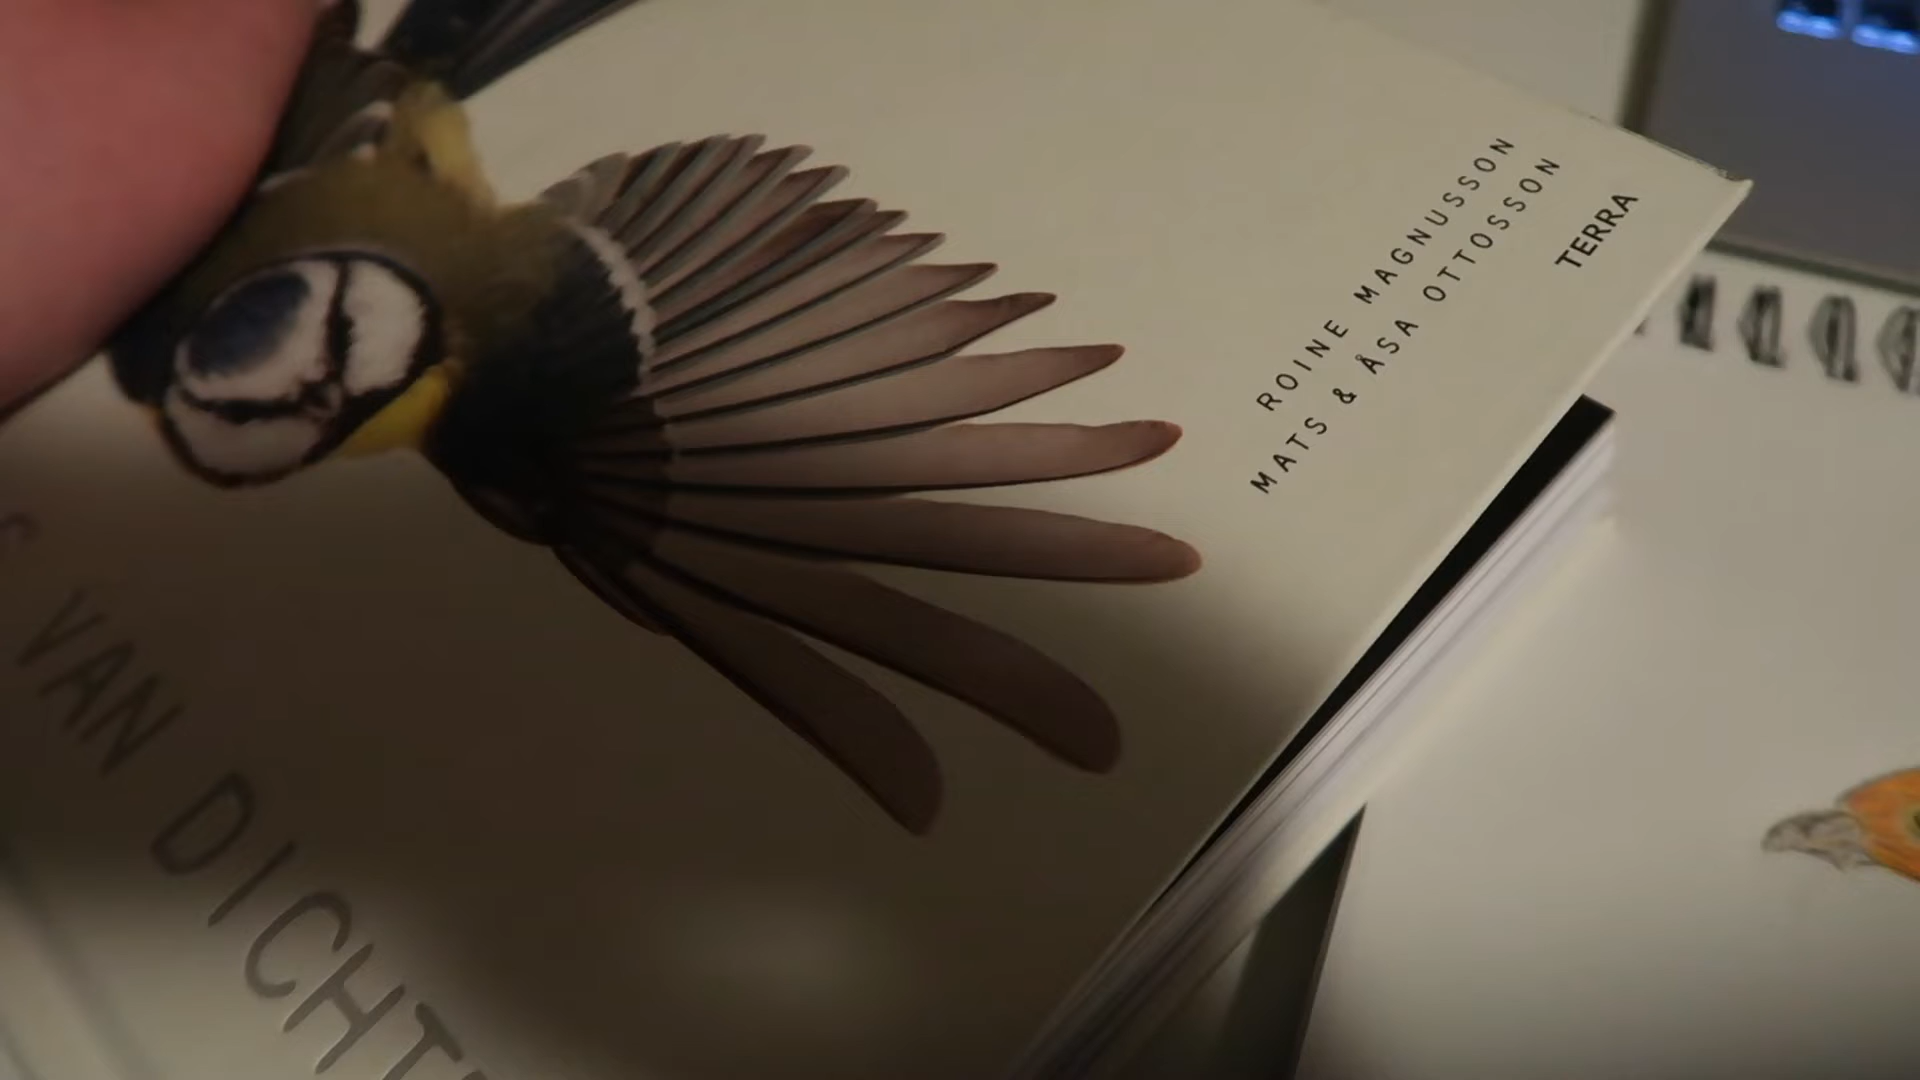 ROINE MAGNUSSON
MATS & ÅSA OTTOSSON
TERRA
VAN DICHT